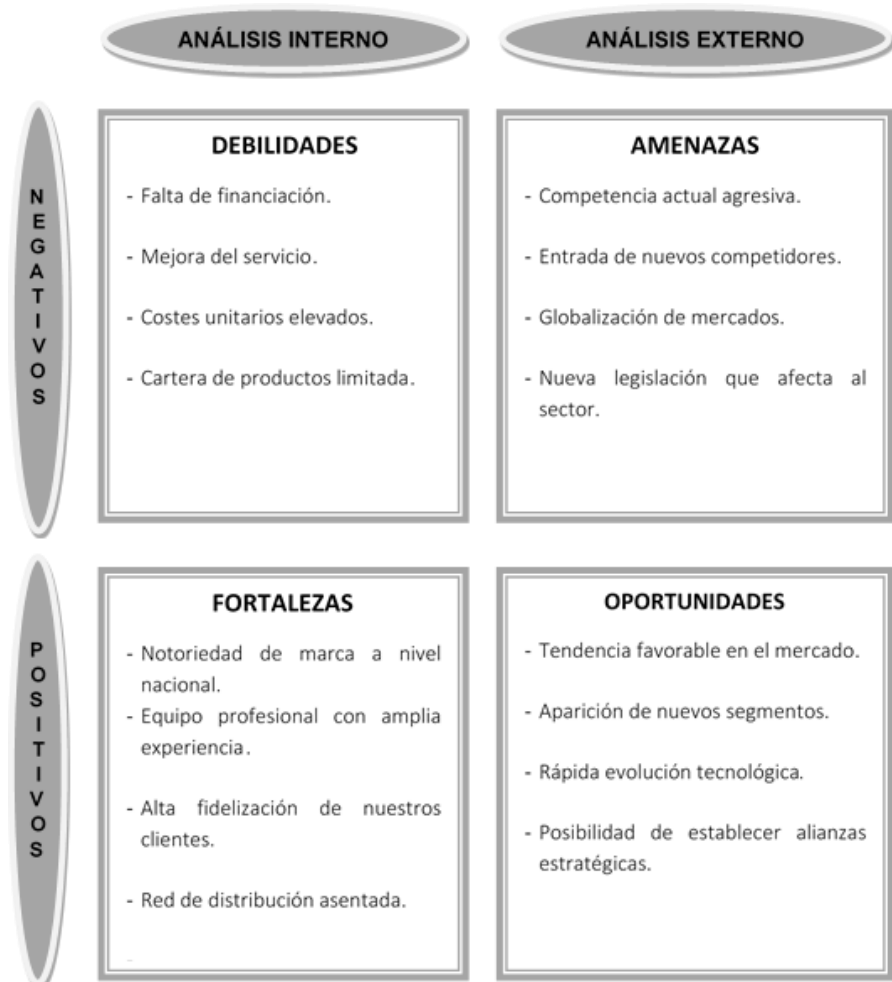 ANÁLISIS INTERNO
ANÁLISIS EXTERNO
NEGATIVOS
DEBILIDADES
- Falta de financiación.
- Mejora del servicio.
- Costes unitarios elevados.
- Cartera de productos limitada.
AMENAZAS
- Competencia actual agresiva.
- Entrada de nuevos competidores.
- Globalización de mercados.
- Nueva legislación que afecta al
sector.
POSITIVOS
FORTALEZAS
- Notoriedad de marca a nivel
nacional.
- Equipo profesional con amplia
experiencia.
- Alta fidelización de nuestros
clientes.
- Red de distribución asentada.
-
OPORTUNIDADES
- Tendencia favorable en el mercado.
- Aparición de nuevos segmentos.
- Rápida evolución tecnológica.
- Posibilidad de establecer alianzas
estratégicas.